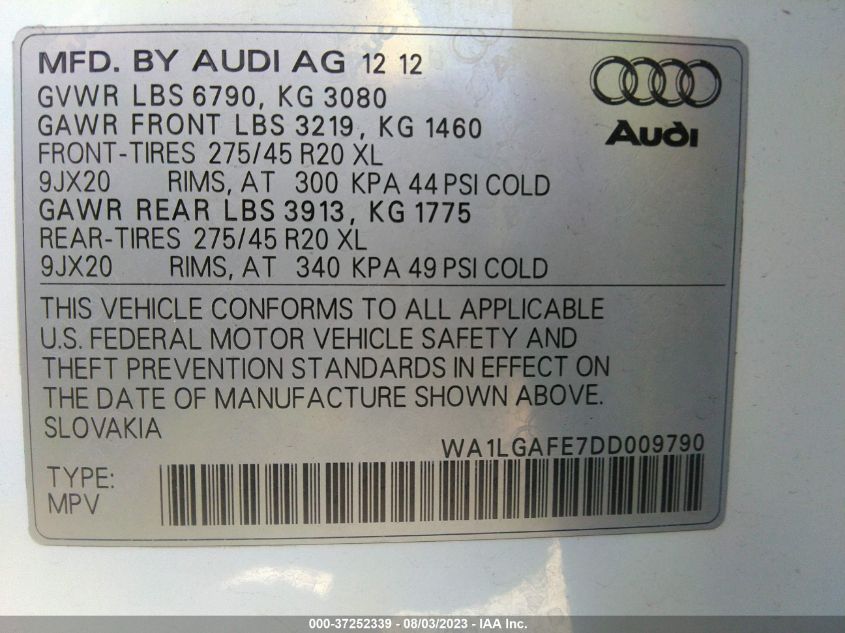 MFD. BY AUDI AG 12 12
GVWR LBS 6790, KG 3080
GAWR FRONT LBS 3219, KG 1460
FRONT-TIRES 275/45 R20 XL
9JX20 RIMS, AT 300 KPA 44 PSI COLD
GAWR REAR LBS 3913, KG 1775
REAR-TIRES 275/45 R20 XL
9JX20 RIMS, AT 340 KPA 49 PSI COLD
Audi
THIS VEHICLE CONFORMS TO ALL APPLICABLE
U.S. FEDERAL MOTOR VEHICLE SAFETY AND
THEFT PREVENTION STANDARDS IN EFFECT ON
THE DATE OF MANUFACTURE SHOWN ABOVE.
SLOVAKIA
WA1LGAFE7DD009790
TYPE:
MPV
000-37252339 - 08/03/2023 - IAA Inc.